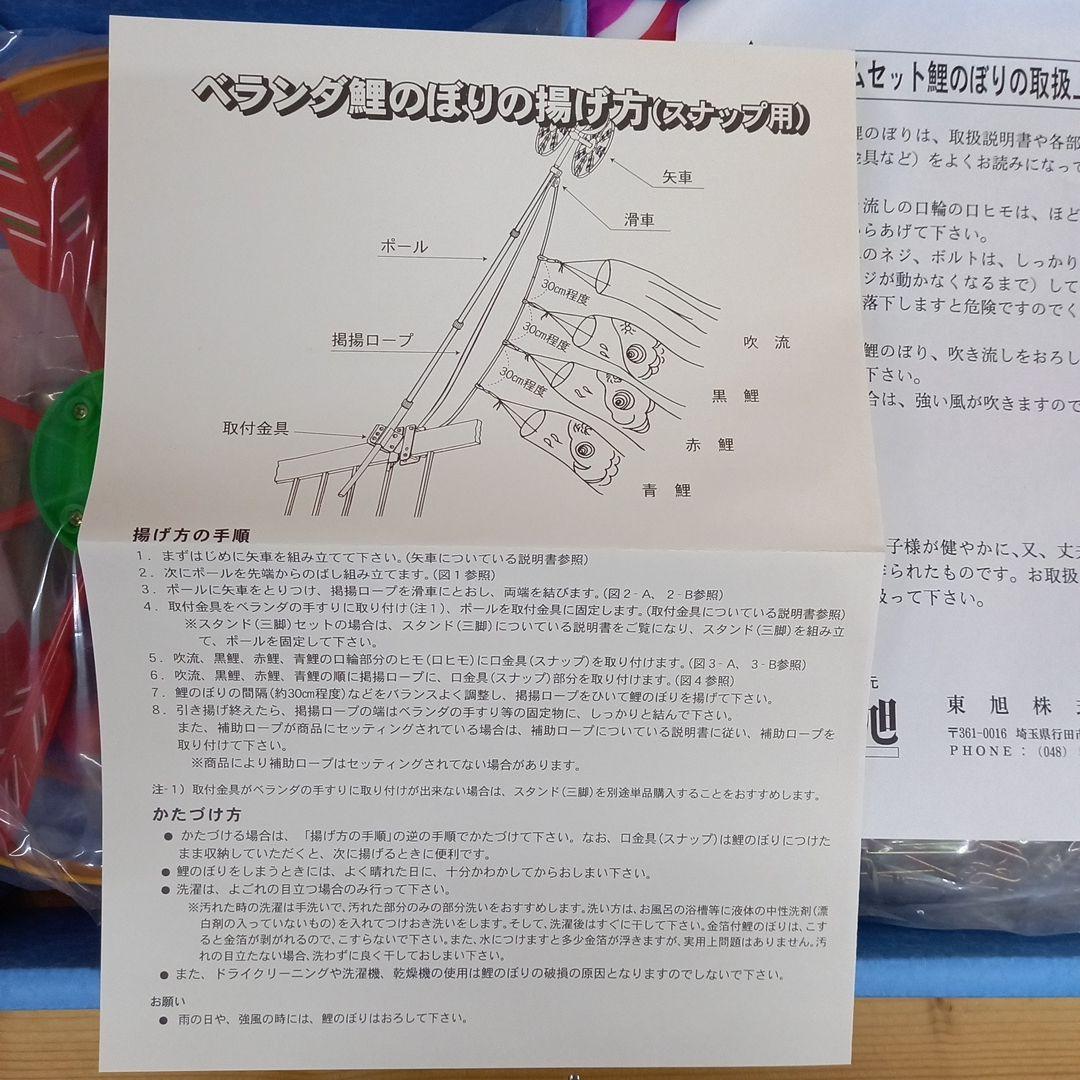 ベランダ鯉のぼりの揚げ方(スナップ用)
矢車
滑車
ポール
30㎝程度
掲揚ロープ
30㎝程度
吹流
30㎝程度
黒鯉
取付金具
赤鯉
青鯉
揚げ方の手順
1．まずはじめに矢車を組み立てて下さい。(矢車についている説明書参照)
2．次にポールを先端からのばし組み立てます。(図1参照)
3．ポールに矢車をとりつけ、掲揚ロープを滑車にとおし、両端を結びます。(図2-A、2-B参照)
4．取付金具をベランダの手すりに取り付け(注1)、ポールを取付金具に固定します。(取付金具についている説明書参照)
※スタンド(三脚)セットの場合は、スタンド(三脚)についている説明書をご覧になり、スタンド(三脚)を組み立
て、ポールを固定して下さい。
5．吹流、黒鯉、赤鯉、青鯉の口輪部分のヒモ(口ヒモ)に口金具(スナップ)を取り付けます。(図3-A、3-B参照)
6．吹流、黒鯉、赤鯉、青鯉の順に掲揚ロープに、口金具(スナップ)部分を取り付けます。(図4参照)
7．鯉のぼりの間隔(約30㎝程度)などをバランスよく調整し、掲揚ロープをひいて鯉のぼりを揚げて下さい。
8．引き揚げ終えたら、掲揚ロープの端はベランダの手すり等の固定物に、しっかりと結んで下さい。
また、補助ロープが商品にセッティングされている場合は、補助ロープについている説明書に従い、補助ロープを
取り付けて下さい。
※商品により補助ロープはセッティングされてない場合があります。
注-1）取付金具がベランダの手すりに取り付けが出来ない場合は、スタンド(三脚)を別途単品購入することをおすすめします。
かたづけ方
● かたづける場合は、「揚げ方の手順」の逆の手順でかたづけて下さい。なお、口金具(スナップ)は鯉のぼりにつけた
まま収納していただくと、次に揚げるときに便利です。
● 鯉のぼりをしまうときには、よく晴れた日に、十分かわかしてからおしまい下さい。
● 洗濯は、よごれの目立つ場合のみ行って下さい。
※汚れた時の洗濯は手洗いで、汚れた部分のみの部分洗いをおすすめします。洗い方は、お風呂の浴槽等に液体の中性洗剤(漂
白剤の入っていないもの)を入れてつけおき洗いをします。そして、洗濯後はすぐに干して下さい。金箔付鯉のぼりは、こす
ると金箔が剥がれるので、こすらないで下さい。また、水につけますと多少金箔が浮きますが、実用上問題はありません。汚
れの目立たない場合、洗わずに良く干しておしまい下さい。
● また、ドライクリーニングや洗濯機、乾燥機の使用は鯉のぼりの破損の原因となりますのでしないで下さい。
お願い
● 雨の日や、強風の時には、鯉のぼりはおろして下さい。
ムセット鯉のぼりの取扱
鯉のぼりは、取扱説明書や各部
金具など）をよくお読みになって
流しの口輪の口ヒモは、ほど
らあげて下さい。
のネジ、ボルトは、しっかり
ジが動かなくなるまで）して
落下しますと危険ですのでく
鯉のぼり、吹き流しをおろし
下さい。
合は、強い風が吹きますので
子様が健やかに、又、丈夫
作られたものです。お取扱
扱って下さい。
元
旭 東旭株式
〒361-0016 埼玉県行田市
PHONE：(048)